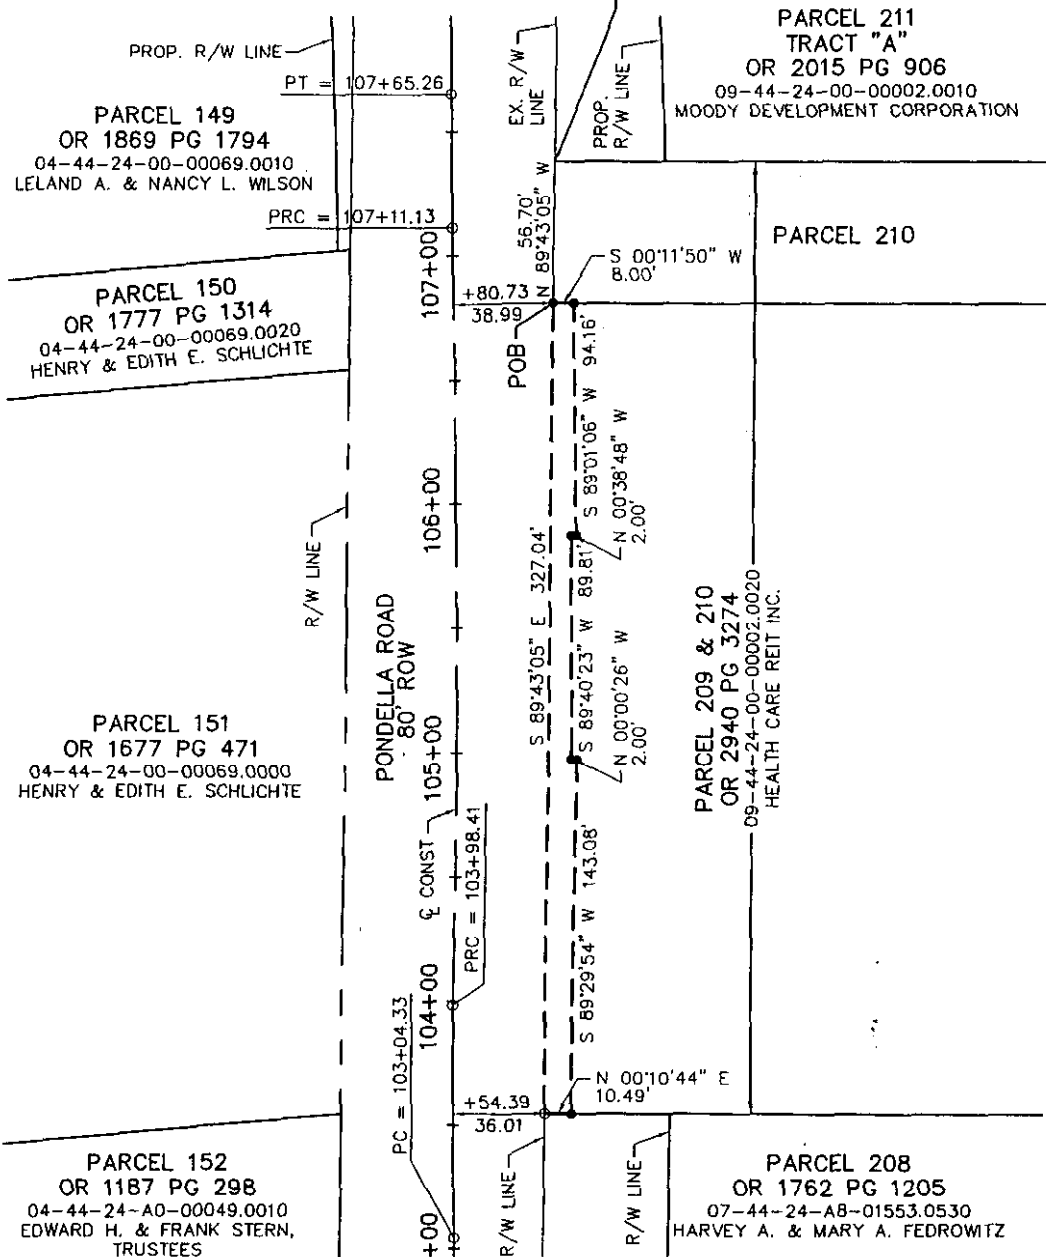 PROP. R/W LINE
PT = 107+65.26
PARCEL 149
OR 1869 PG 1794
04-44-24-00-00069.0010
LELAND A. & NANCY L. WILSON
PRC = 107+11.13
PARCEL 150
OR 1777 PG 1314
04-44-24-00-00069.0020
HENRY & EDITH E. SCHLICHTE
R/W LINE
PARCEL 151
OR 1677 PG 471
04-44-24-00-00069.0000
HENRY & EDITH E. SCHLICHTE
PARCEL 152
OR 1187 PG 298
04-44-24-A0-00049.0010
EDWARD H. & FRANK STERN,
TRUSTEES
PONDELLA ROAD
80' ROW
107+00
106+00
105+00
104+00
+00
℄ CONST
PRC = 103+98.41
PC = 103+04.33
EX. R/W
LINE
PROP.
R/W LINE
56.70'
N 89°43'05" W
+80.73
38.99
POB
S 00°11'50" W
8.00'
S 89°01'06" W 94.16'
N 00°38'48" W
2.00'
S 89°43'05" E 327.04'
S 89°40'23" W 89.81'
N 00°00'26" W
2.00'
S 89°29'54" W 143.08'
N 00°10'44" E
10.49'
+54.39
36.01
R/W LINE
R/W LINE
PARCEL 211
TRACT "A"
OR 2015 PG 906
09-44-24-00-00002.0010
MOODY DEVELOPMENT CORPORATION
PARCEL 210
PARCEL 209 & 210
OR 2940 PG 3274
09-44-24-00-00002.0020
HEALTH CARE REIT INC.
PARCEL 208
OR 1762 PG 1205
07-44-24-A8-01553.0530
HARVEY A. & MARY A. FEDROWITZ